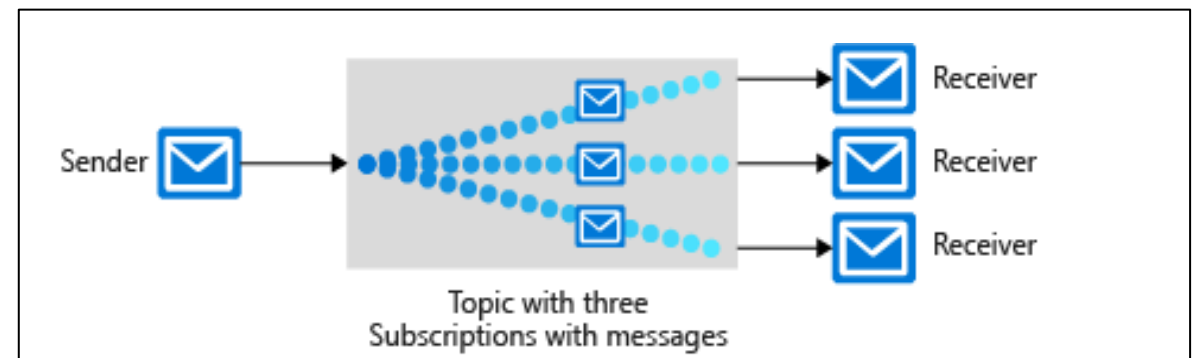 Sender
Receiver
Receiver
Receiver
Topic with three
Subscriptions with messages